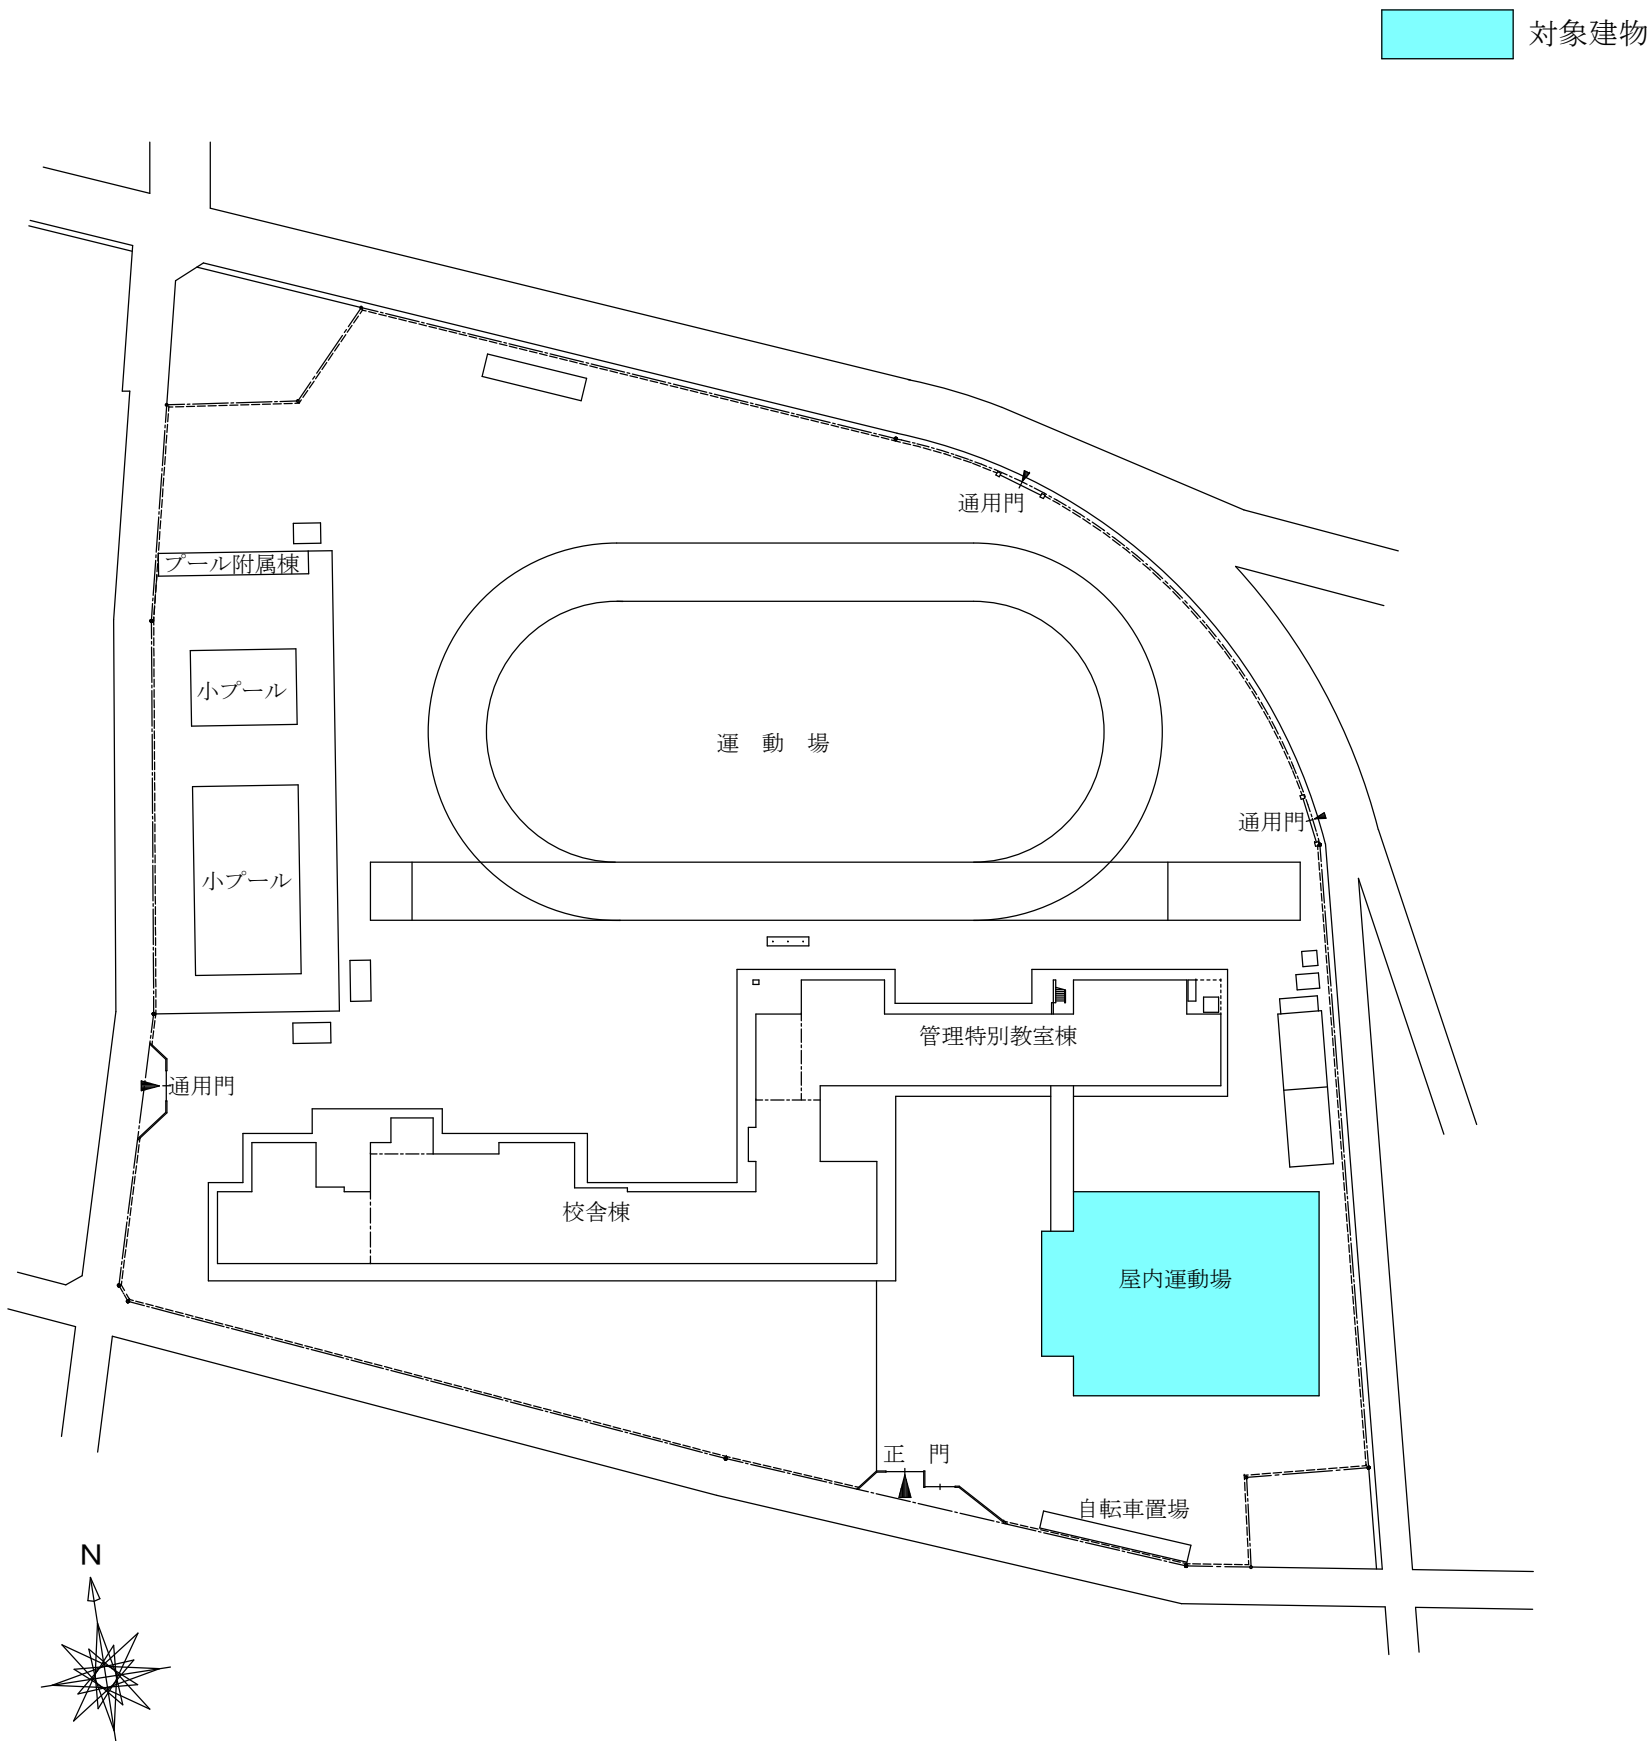 対象建物
通用門
プール附属棟
小プール
運動場
通用門
小プール
管理特別教室棟
通用門
校舎棟
屋内運動場
正門
自転車置場
N